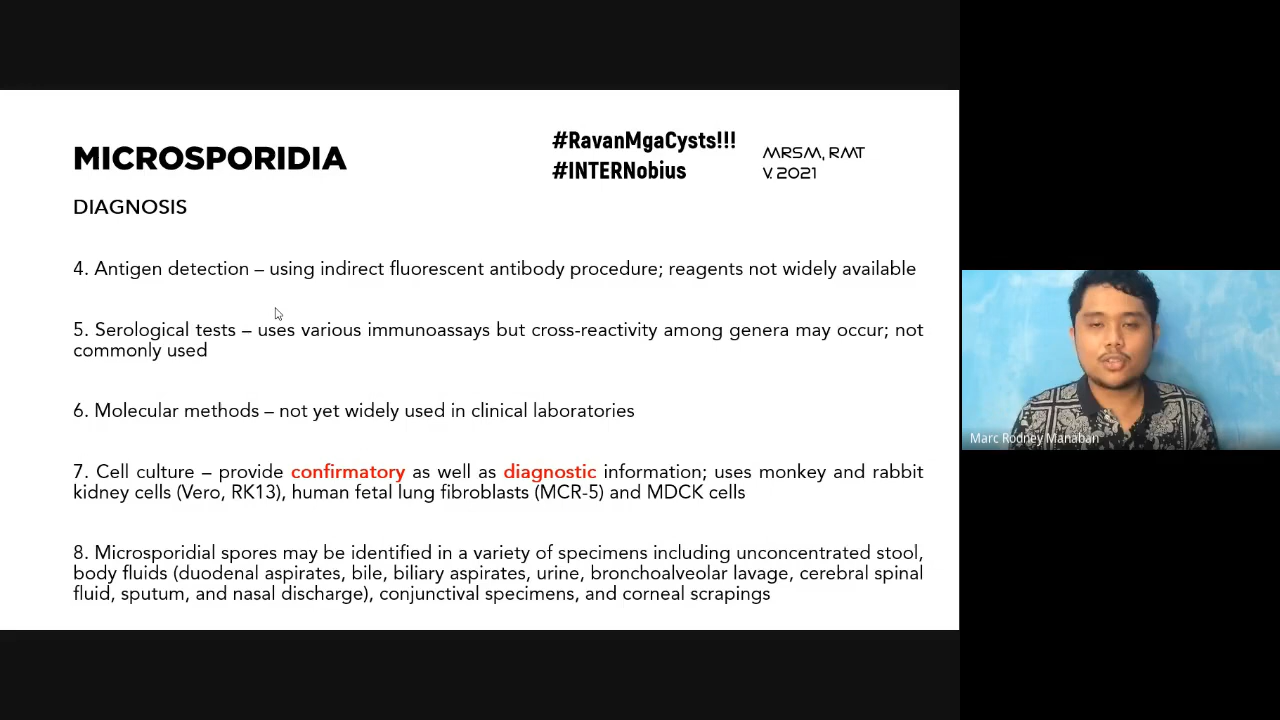 MICROSPORIDIA
#RavanMgaCysts!!!
#INTERNobius
MRSM, RMT
V. 2021
DIAGNOSIS
4. Antigen detection – using indirect fluorescent antibody procedure; reagents not widely available
5. Serological tests – uses various immunoassays but cross-reactivity among genera may occur; not
commonly used
6. Molecular methods – not yet widely used in clinical laboratories
7. Cell culture – provide confirmatory as well as diagnostic information; uses monkey and rabbit
kidney cells (Vero, RK13), human fetal lung fibroblasts (MCR-5) and MDCK cells
8. Microsporidial spores may be identified in a variety of specimens including unconcentrated stool,
body fluids (duodenal aspirates, bile, biliary aspirates, urine, bronchoalveolar lavage, cerebral spinal
fluid, sputum, and nasal discharge), conjunctival specimens, and corneal scrapings
Marc Rodney Manaban